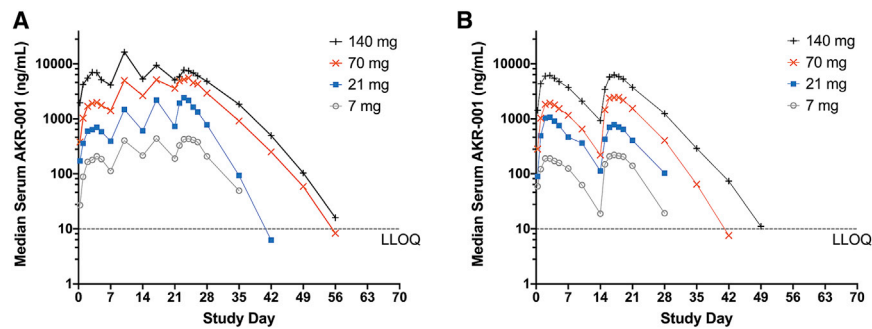 A
Median Serum AKR-001 (ng/mL)
10000
1000
100
10
1
140 mg
70 mg
21 mg
7 mg
LLOQ
0 7 14 21 28 35 42 49 56 63 70
Study Day
B
Median Serum AKR-001 (ng/mL)
10000
1000
100
10
1
140 mg
70 mg
21 mg
7 mg
LLOQ
0 7 14 21 28 35 42 49 56 63 70
Study Day